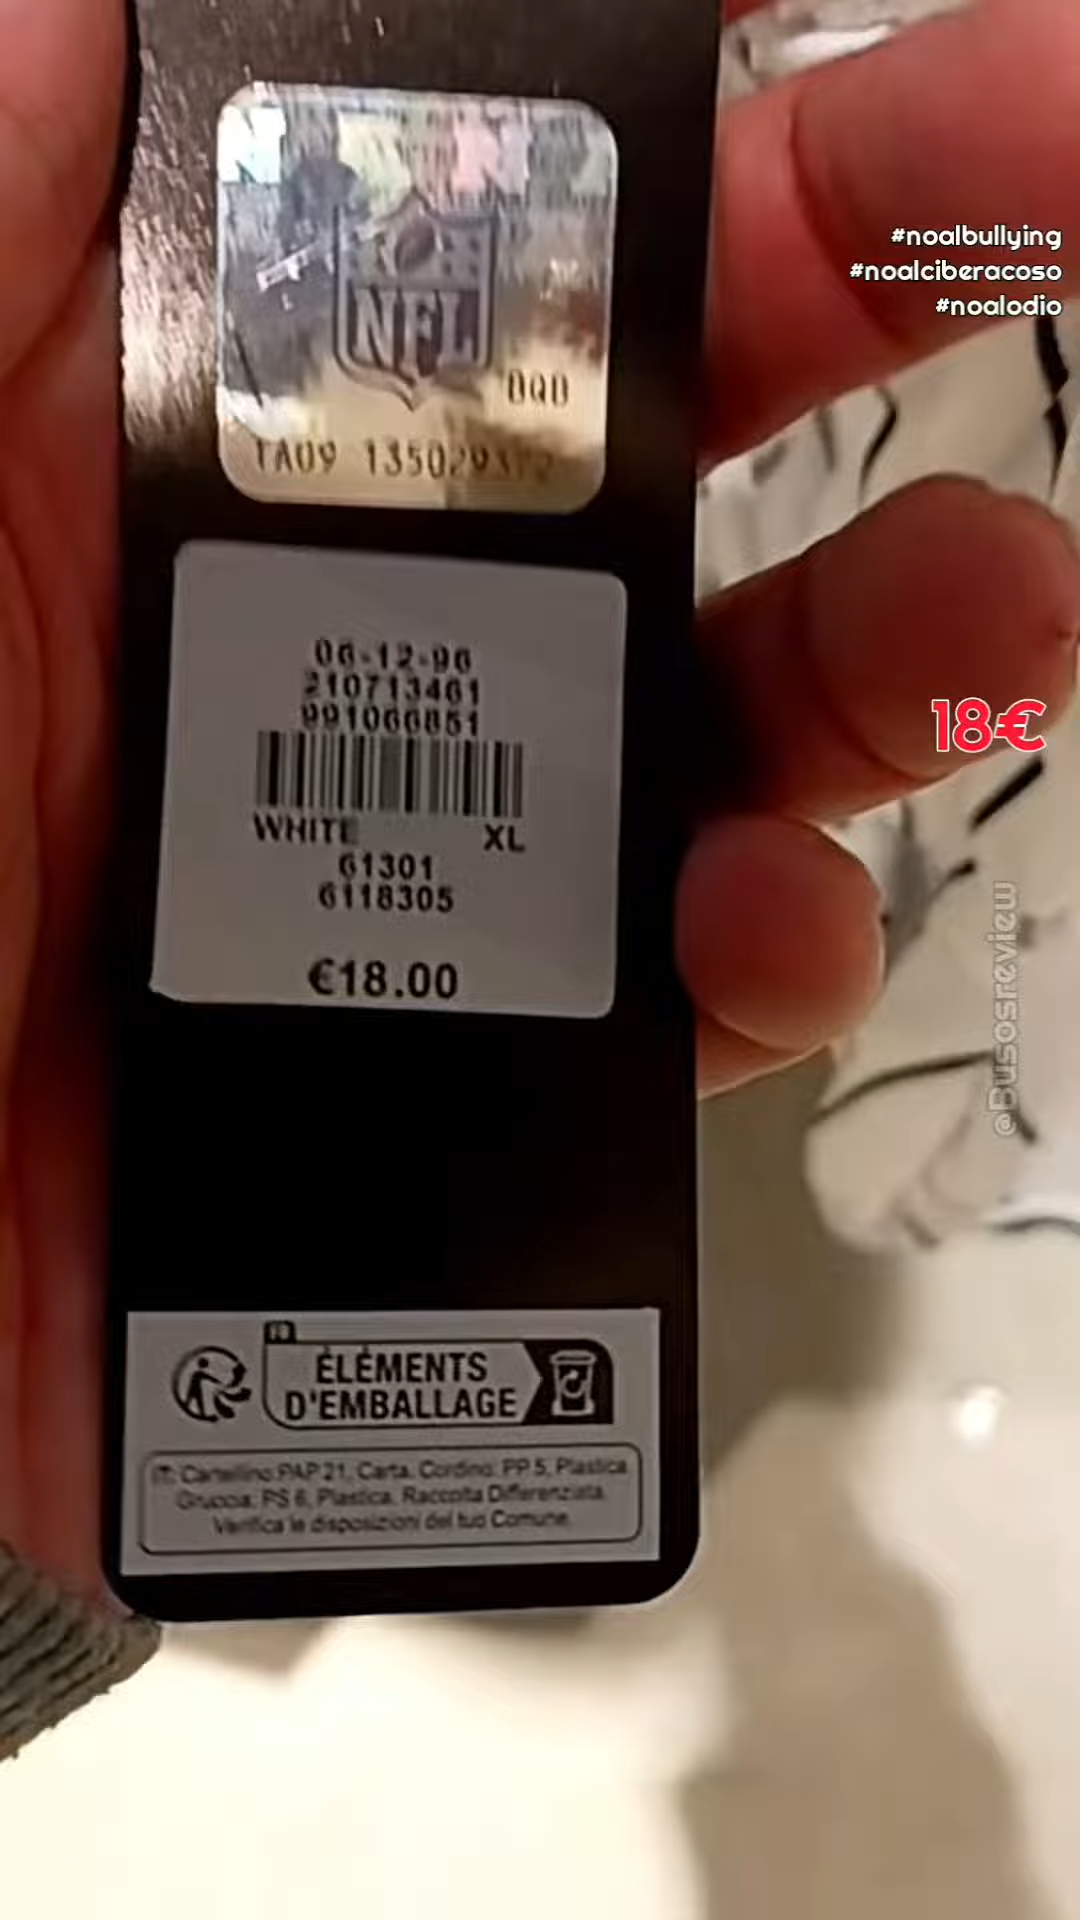 #noalbullying
#noalciberacoso
#noalodio
NFL
TA09 135029
06-12-96
210713461
991066851
WHITE XL
61301
6118305
€18.00
18€
@Busosreview
FR
ÉLÉMENTS
D'EMBALLAGE
IT: Cartellino: PAP 21, Carta. Cordino: PP 5, Plastica
Gruccia: PS 6, Plastica. Raccolta Differenziata.
Verifica le disposizioni del tuo Comune.